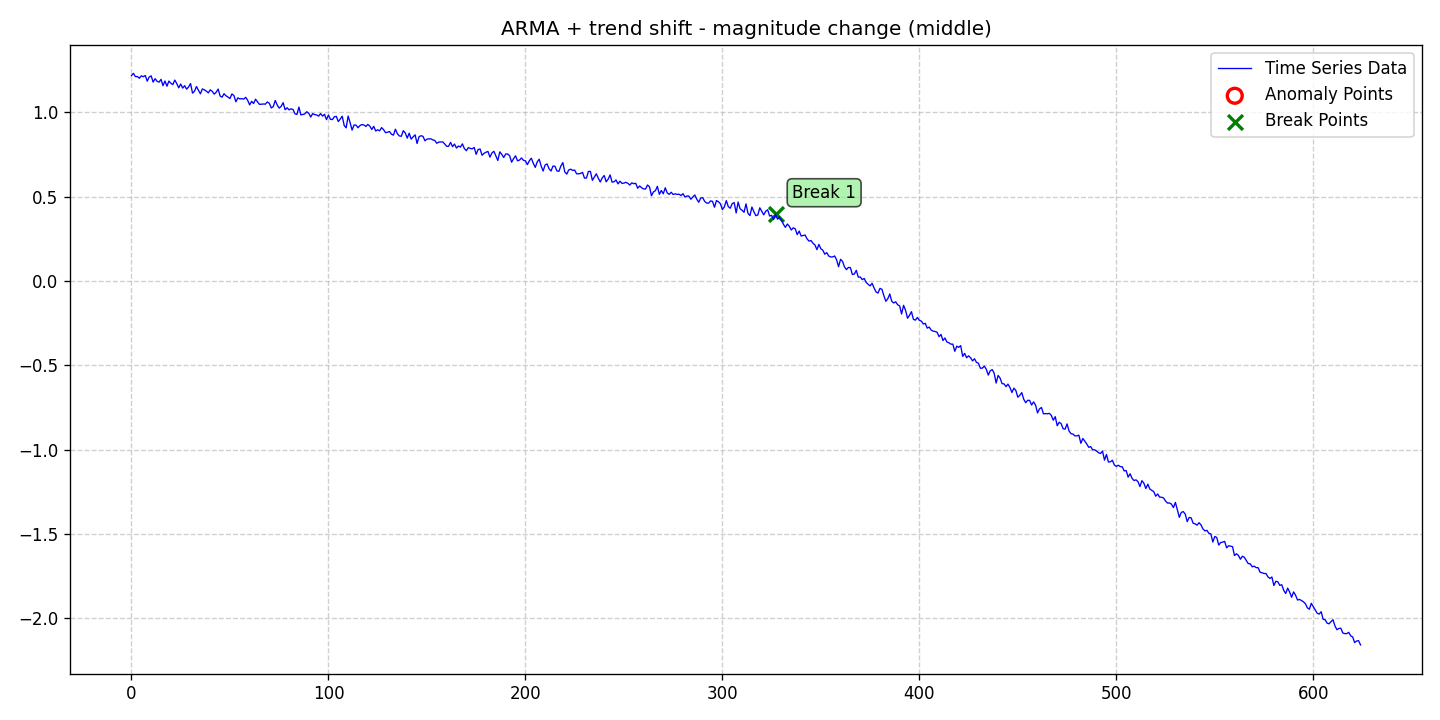 ARMA + trend shift - magnitude change (middle)
Time Series Data
Anomaly Points
Break Points
Break 1
1.0
0.5
0.0
−0.5
−1.0
−1.5
−2.0
0 100 200 300 400 500 600